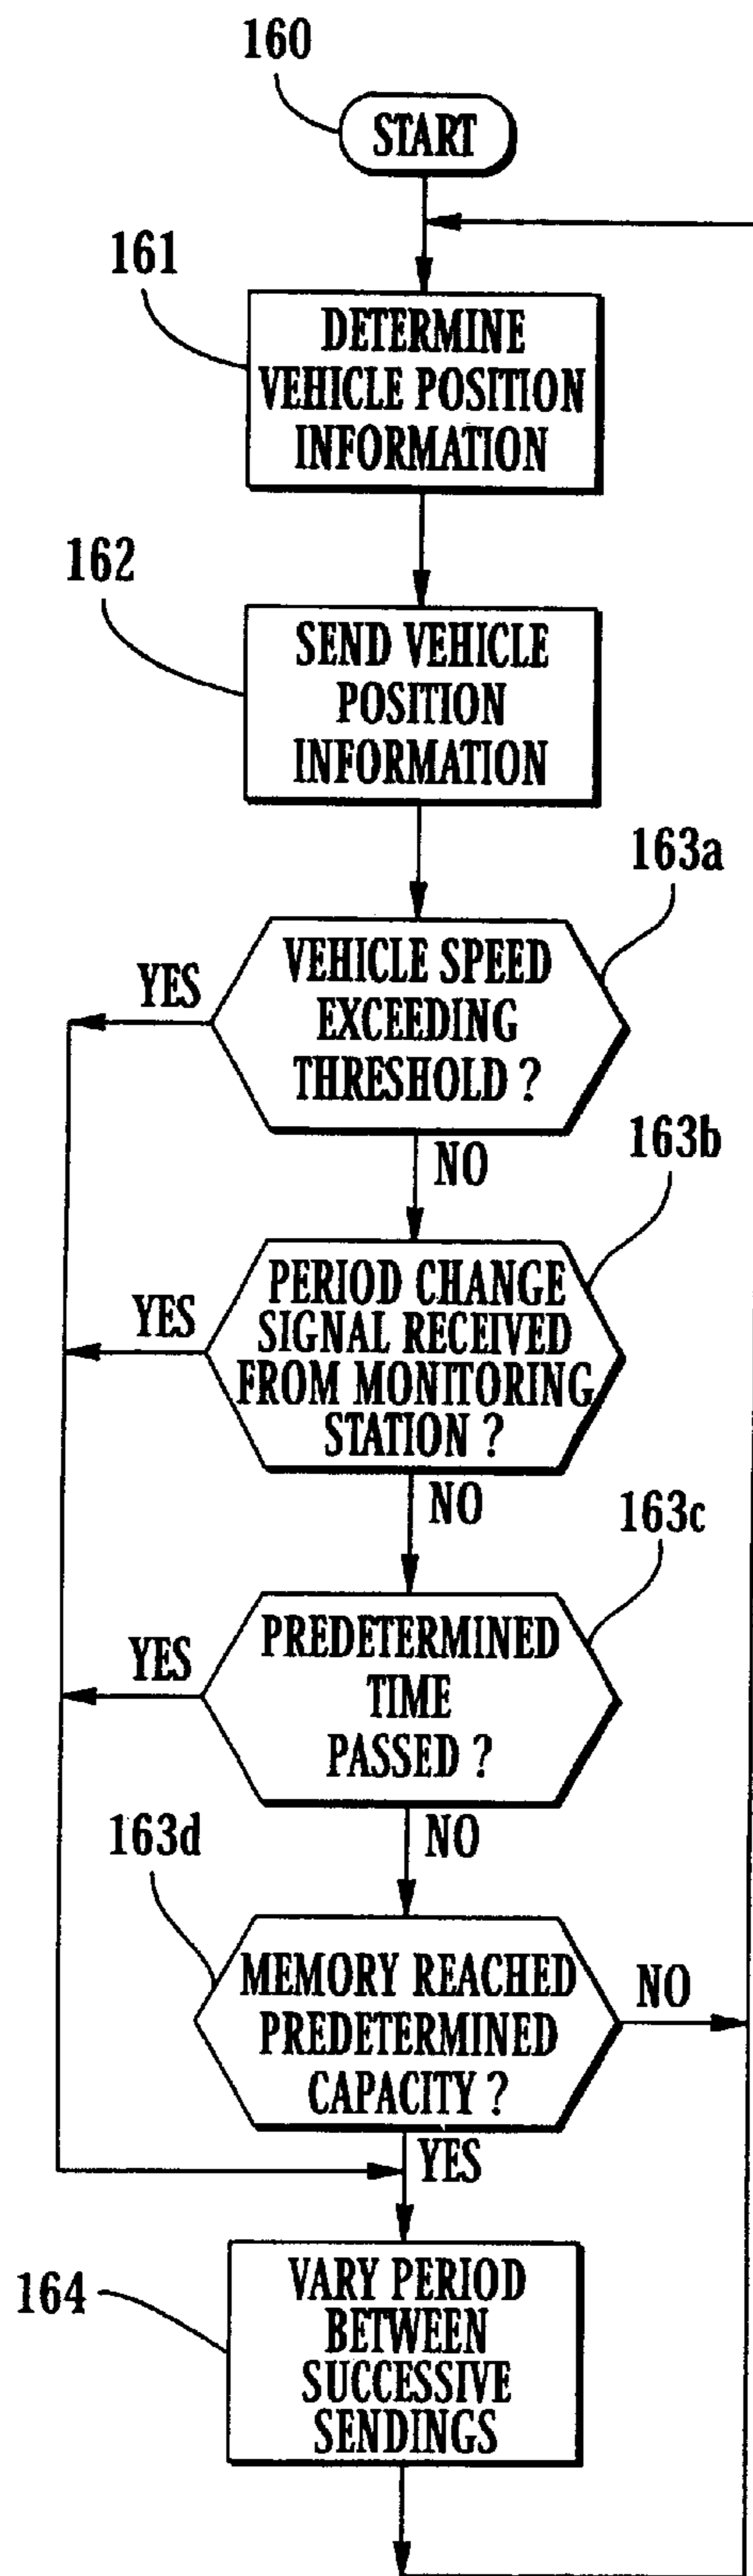 160
START
161
DETERMINE
VEHICLE POSITION
INFORMATION
162
SEND VEHICLE
POSITION
INFORMATION
163a
VEHICLE SPEED
EXCEEDING
THRESHOLD ?
YES
NO
163b
PERIOD CHANGE
SIGNAL RECEIVED
FROM MONITORING
STATION ?
YES
NO
163c
PREDETERMINED
TIME
PASSED ?
YES
NO
163d
MEMORY REACHED
PREDETERMINED
CAPACITY ?
NO
YES
164
VARY PERIOD
BETWEEN
SUCCESSIVE
SENDINGS